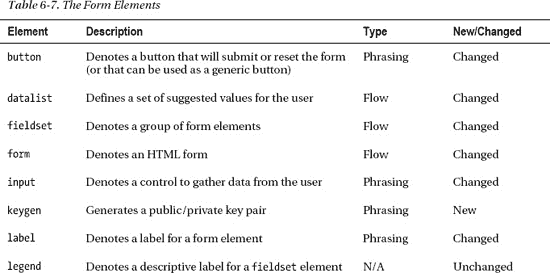 Table 6-7. The Form Elements
Element Description Type New/Changed
button Denotes a button that will submit or reset the form Phrasing Changed
(or that can be used as a generic button)
datalist Defines a set of suggested values for the user Flow Changed
fieldset Denotes a group of form elements Flow Changed
form Denotes an HTML form Flow Changed
input Denotes a control to gather data from the user Phrasing Changed
keygen Generates a public/private key pair Phrasing New
label Denotes a label for a form element Phrasing Changed
legend Denotes a descriptive label for a fieldset element N/A Unchanged